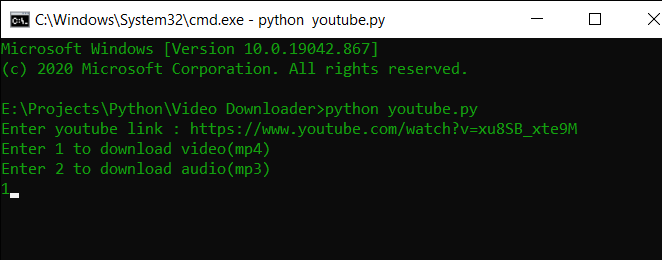 C:\Windows\System32\cmd.exe - python youtube.py
Microsoft Windows [Version 10.0.19042.867]
(c) 2020 Microsoft Corporation. All rights reserved.
E:\Projects\Python\Video Downloader>python youtube.py
Enter youtube link : https://www.youtube.com/watch?v=xu8SB_xte9M
Enter 1 to download video(mp4)
Enter 2 to download audio(mp3)
1